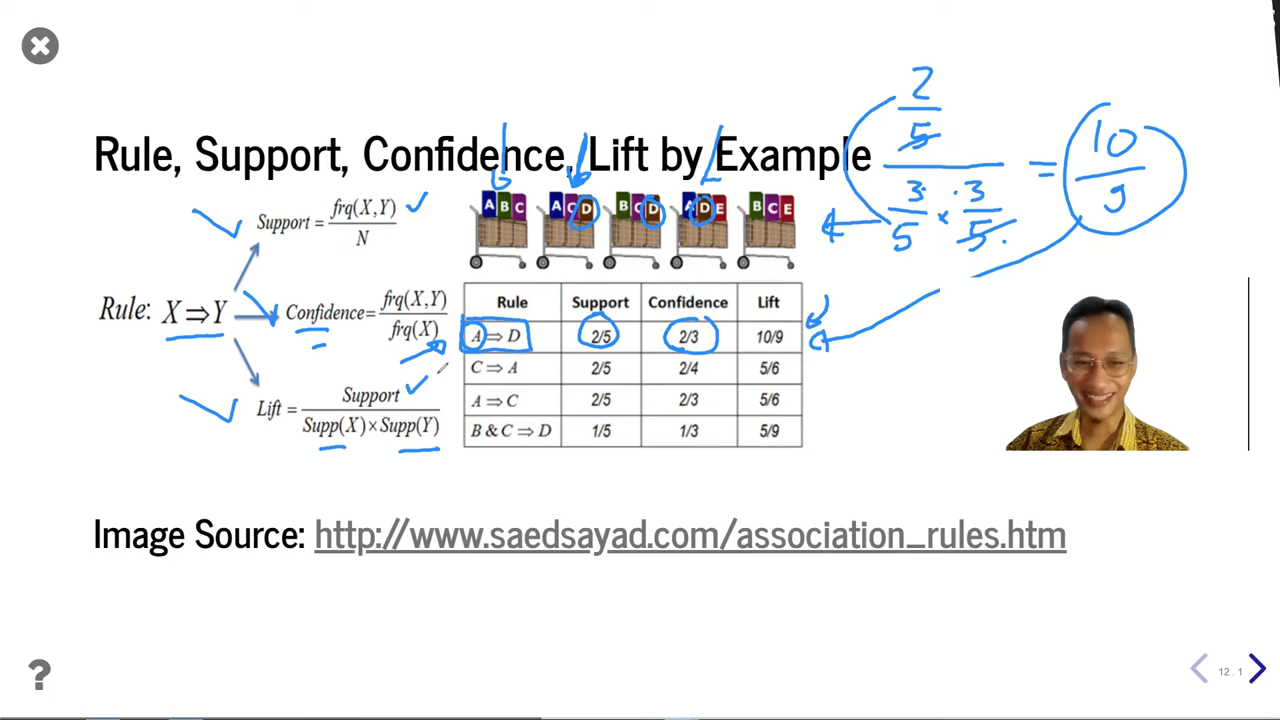 Rule, Support, Confidence, Lift by Example
2
5
3 3
5 × 5
= 10
9
A B C
A C D
B C D
A D E
B C E
Support = frq(X,Y)
N
Rule: X ⇒ Y
Confidence = frq(X,Y)
frq(X)
Lift = Support
Supp(X)×Supp(Y)
Rule Support Confidence Lift
A ⇒ D 2/5 2/3 10/9
C ⇒ A 2/5 2/4 5/6
A ⇒ C 2/5 2/3 5/6
B & C ⇒ D 1/5 1/3 5/9
Image Source: http://www.saedsayad.com/association_rules.htm
?
12.1